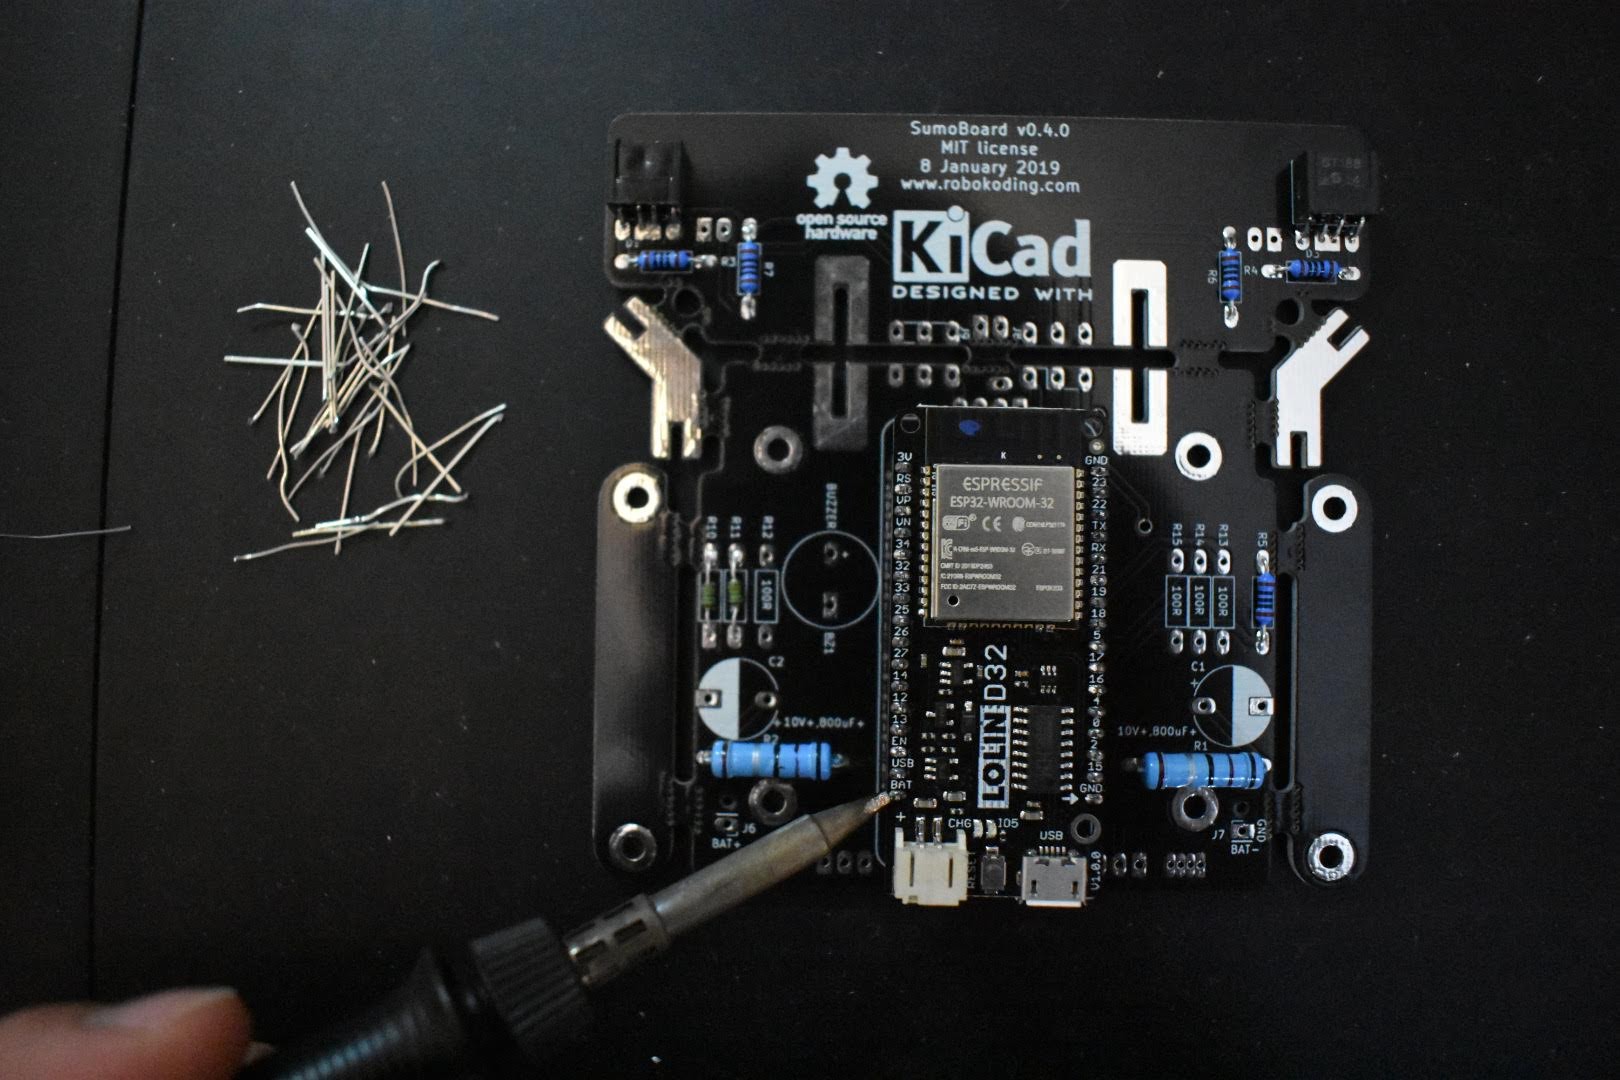 SumoBoard v0.4.0
MIT license
8 January 2019
www.robokoding.com
open source
hardware
KiCad
DESIGNED WITH
R3
R7
R6
R4
D3
3V
RS
VP
VN
34
32
33
25
26
27
14
12
13
EN
USB
BAT
GND
23
22
TX
RX
21
19
18
5
17
16
4
0
2
15
GND
ESPRESSIF
ESP32-WROOM-32
WiFi CE
BUZZER
BZ1
R10
R11
R12
100R
R15
R14
R13
R5
100R
100R
100R
C2
+10V+,800uF+
R2
C1
+
10V+,800uF+
R1
LOLIN D32
+
CHG
IO5
USB
RESET
V1.0.0
J6
BAT+
J7
GND
BAT-